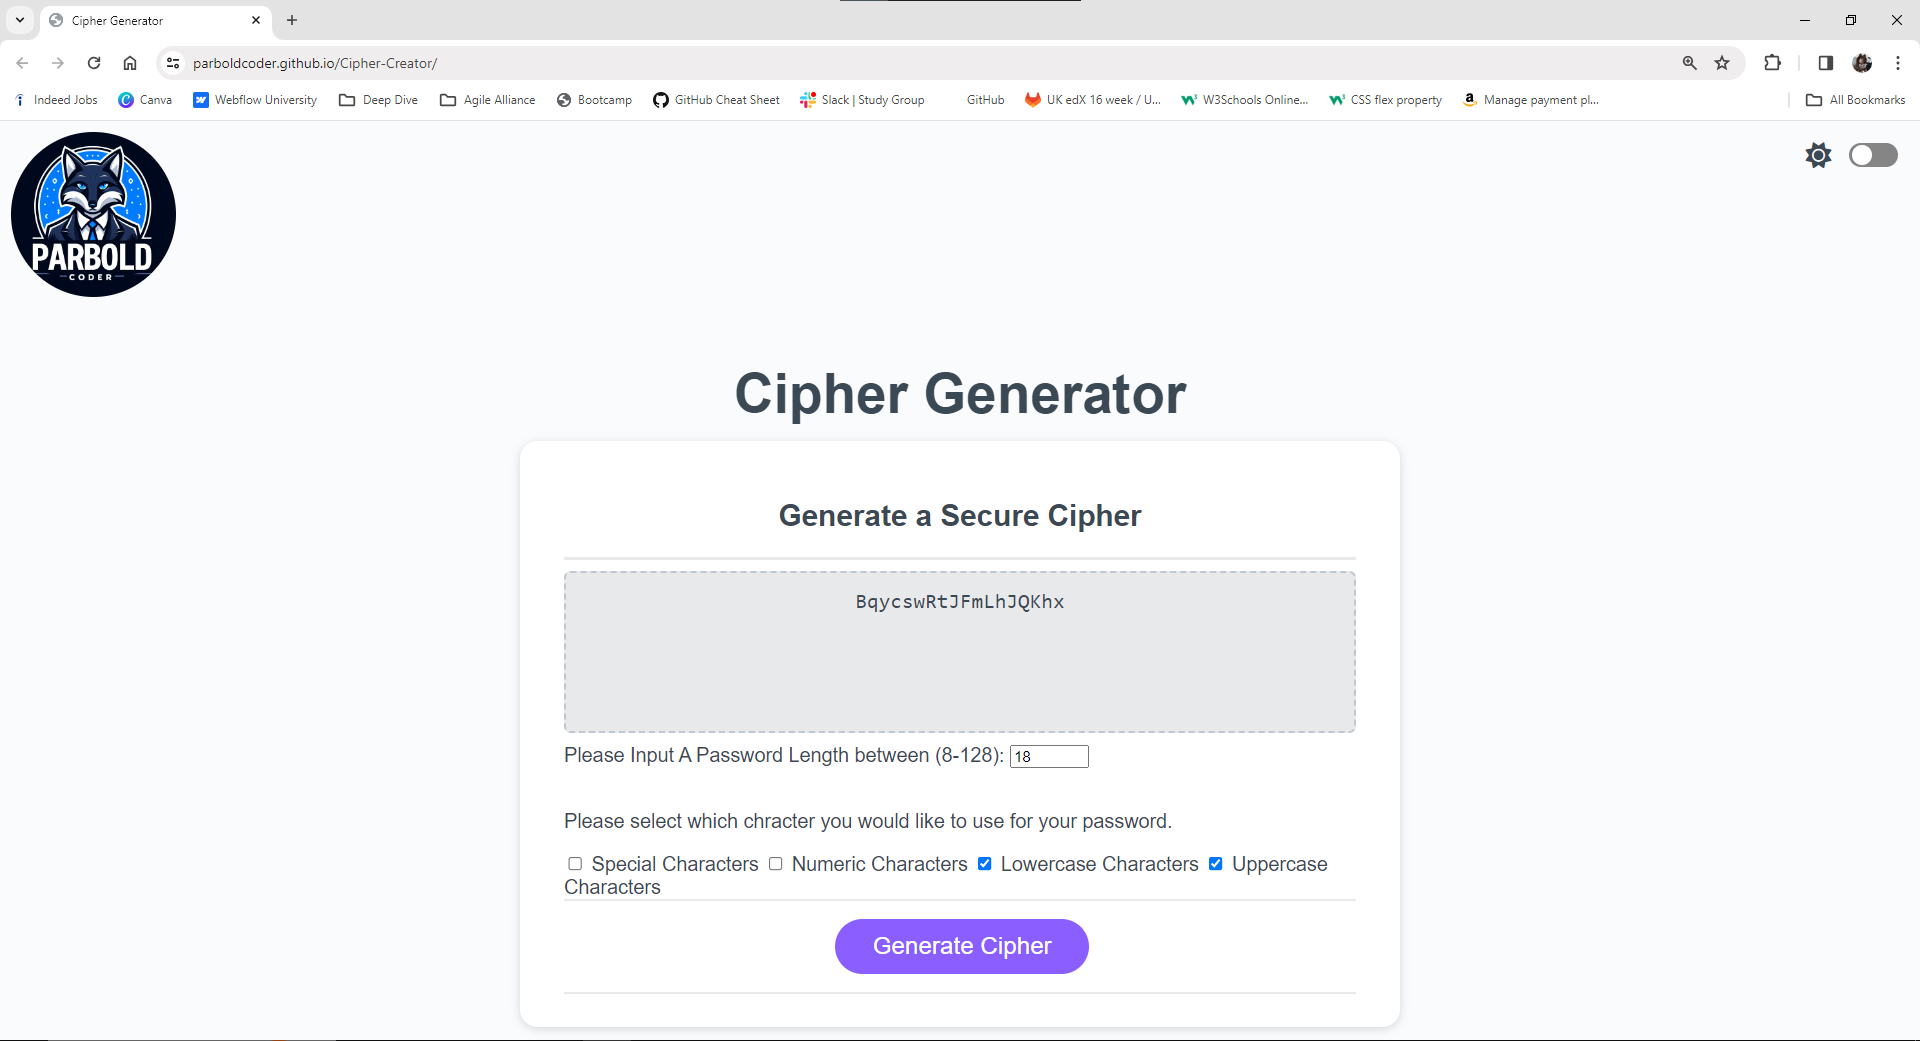 Cipher Generator
parboldcoder.github.io/Cipher-Creator/
Indeed Jobs Canva Webflow University Deep Dive Agile Alliance Bootcamp GitHub Cheat Sheet Slack | Study Group GitHub UK edX 16 week / U... W3Schools Online... CSS flex property Manage payment pl... All Bookmarks
PARBOLD
CODER
Cipher Generator
Generate a Secure Cipher
BqycswRtJFmLhJQKhx
Please Input A Password Length between (8-128): 18
Please select which chracter you would like to use for your password.
Special Characters Numeric Characters Lowercase Characters Uppercase
Characters
Generate Cipher